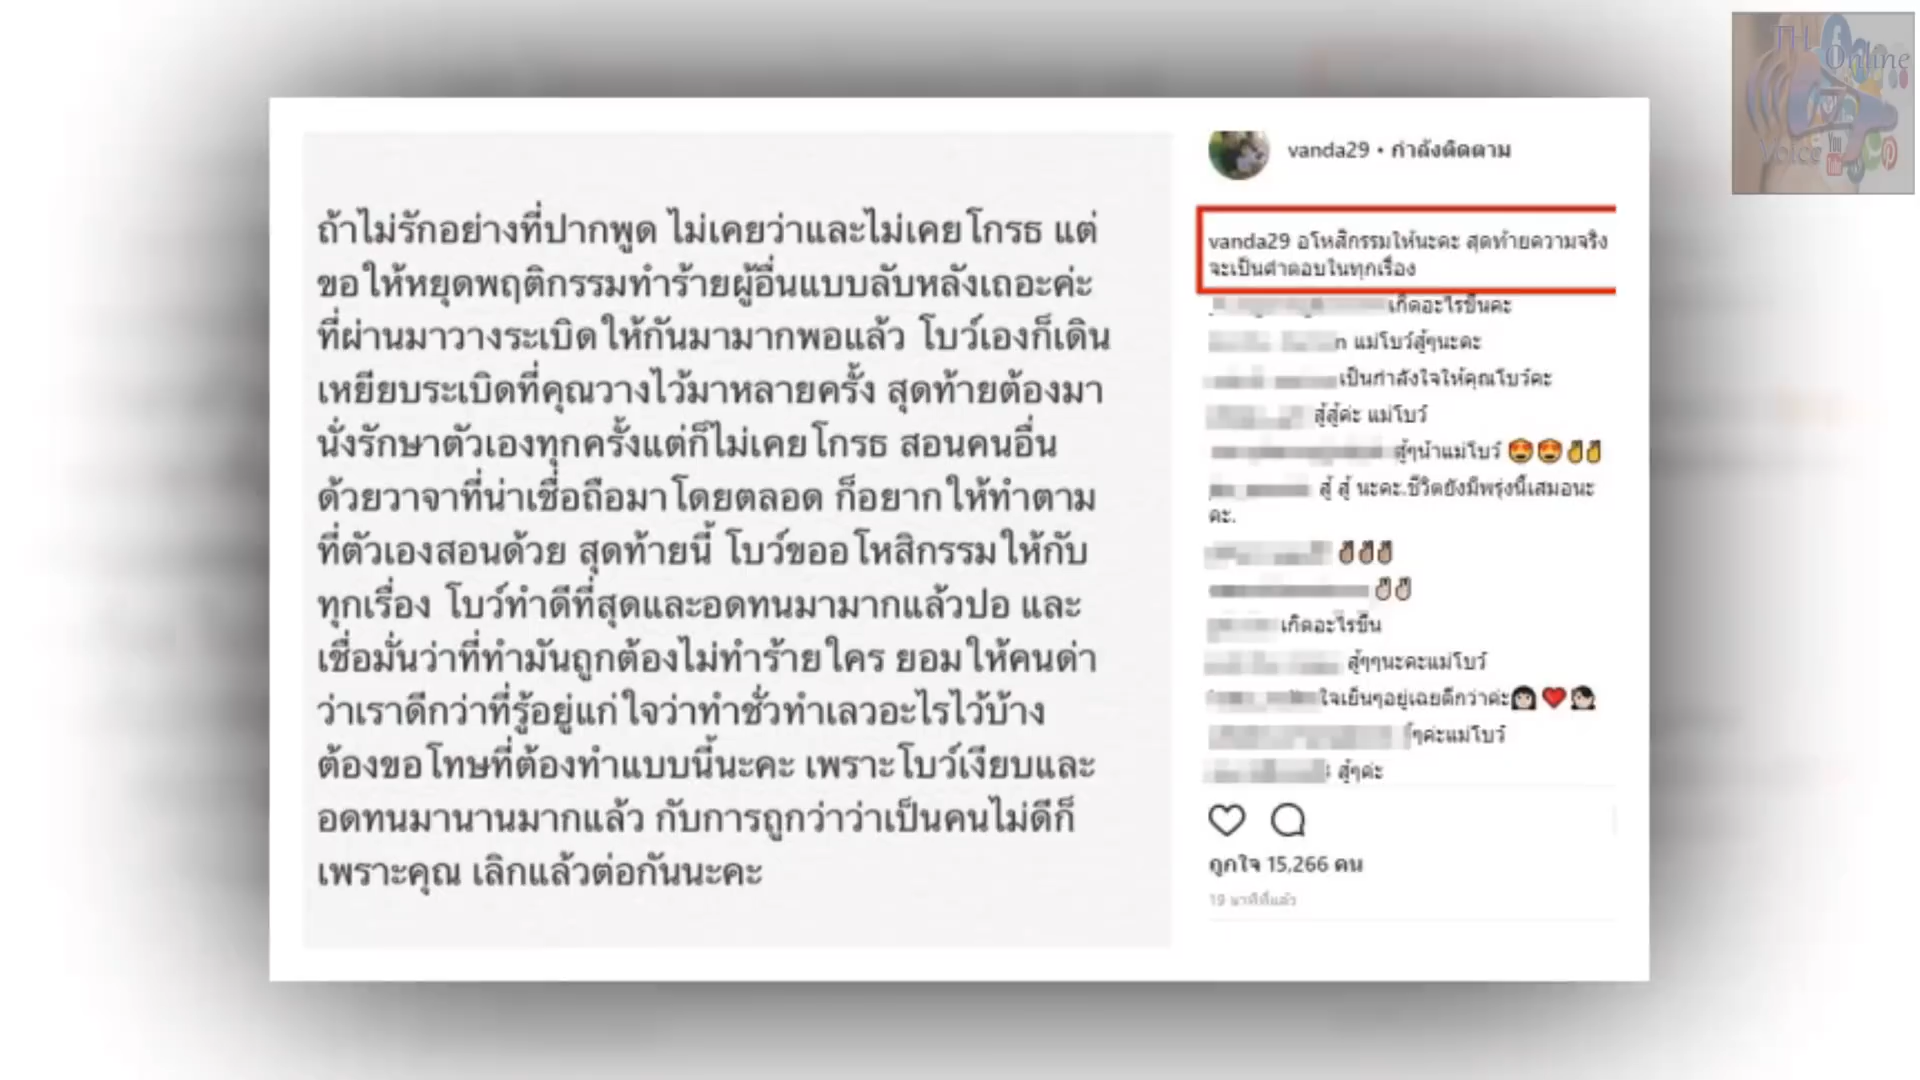 TH
Online
Voice
ถ้าไม่รักอย่างที่ปากพูด ไม่เคยว่าและไม่เคยโกรธ แต่
ขอให้หยุดพฤติกรรมทำร้ายผู้อื่นแบบลับหลังเถอะค่ะ
ที่ผ่านมาวางระเบิดให้กันมามากพอแล้ว โบว์เองก็เดิน
เหยียบระเบิดที่คุณวางไว้มาหลายครั้ง สุดท้ายต้องมา
นั่งรักษาตัวเองทุกครั้งแต่ก็ไม่เคยโกรธ สอนคนอื่น
ด้วยวาจาที่น่าเชื่อถือมาโดยตลอด ก็อยากให้ทำตาม
ที่ตัวเองสอนด้วย สุดท้ายนี้ โบว์ขออโหสิกรรมให้กับ
ทุกเรื่อง โบว์ทำดีที่สุดและอดทนมามากแล้วปอ และ
เชื่อมั่นว่าที่ทำมันถูกต้องไม่ทำร้ายใคร ยอมให้คนด่า
ว่าเราดีกว่าที่รู้อยู่แก่ใจว่าทำชั่วทำเลวอะไรไว้บ้าง
ต้องขอโทษที่ต้องทำแบบนี้นะคะ เพราะโบว์เงียบและ
อดทนมานานมากแล้ว กับการถูกว่าว่าเป็นคนไม่ดีก็
เพราะคุณ เลิกแล้วต่อกันนะคะ
vanda29 • กำลังติดตาม
vanda29 อโหสิกรรมให้นะคะ สุดท้ายความจริง
จะเป็นคำตอบในทุกเรื่อง
เกิดอะไรขึ้นคะ
n แม่โบว์สู้ๆนะคะ
เป็นกำลังใจให้คุณโบว์คะ
สู้สู้ค่ะ แม่โบว์
สู้ๆน้าแม่โบว์ 😍😍✌✌
สู้ สู้ นะคะ.ชีวิตยังมีพรุ่งนี้เสมอนะ
คะ.
✌✌✌
✌✌
เกิดอะไรขึ้น
สู้ๆๆนะคะแม่โบว์
ใจเย็นๆอยู่เฉยดีกว่าค่ะ👩❤👩
ๆค่ะแม่โบว์
สู้ๆค่ะ
ถูกใจ 15,266 คน
19 นาทีที่แล้ว